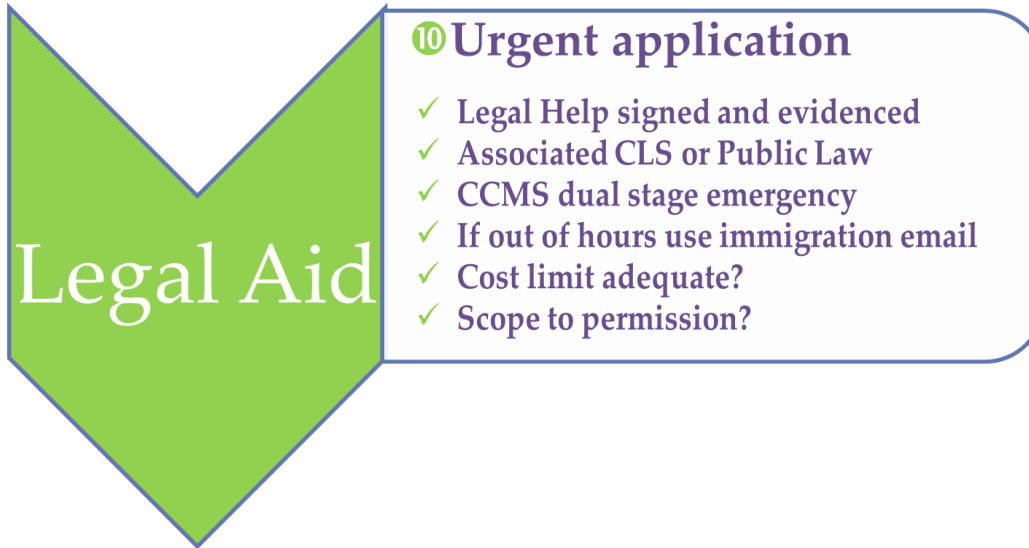 ❿Urgent application
✓ Legal Help signed and evidenced
✓ Associated CLS or Public Law
✓ CCMS dual stage emergency
✓ If out of hours use immigration email
✓ Cost limit adequate?
✓ Scope to permission?
Legal Aid